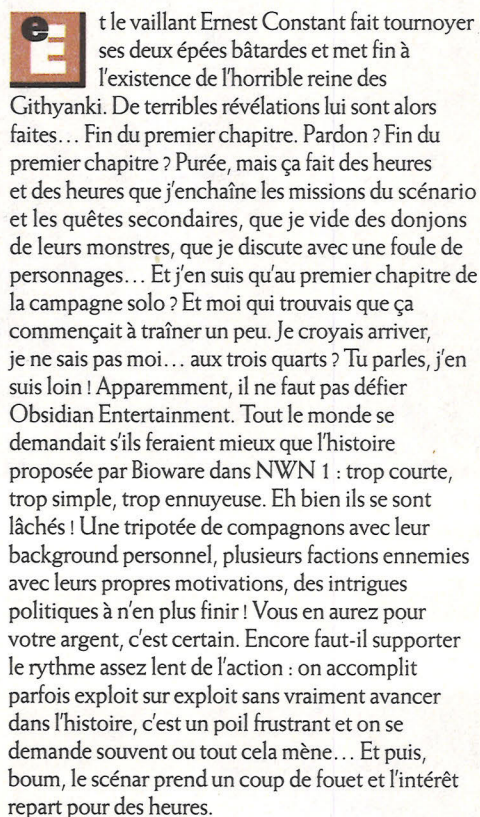 Et le vaillant Ernest Constant fait tournoyer
ses deux épées bâtardes et met fin à
l'existence de l'horrible reine des
Githyanki. De terribles révélations lui sont alors
faites... Fin du premier chapitre. Pardon ? Fin du
premier chapitre ? Purée, mais ça fait des heures
et des heures que j'enchaîne les missions du scénario
et les quêtes secondaires, que je vide des donjons
de leurs monstres, que je discute avec une foule de
personnages... Et j'en suis qu'au premier chapitre de
la campagne solo ? Et moi qui trouvais que ça
commençait à traîner un peu. Je croyais arriver,
je ne sais pas moi... aux trois quarts ? Tu parles, j'en
suis loin ! Apparemment, il ne faut pas défier
Obsidian Entertainment. Tout le monde se
demandait s'ils feraient mieux que l'histoire
proposée par Bioware dans NWN 1 : trop courte,
trop simple, trop ennuyeuse. Eh bien ils se sont
lâchés ! Une tripotée de compagnons avec leur
background personnel, plusieurs factions ennemies
avec leurs propres motivations, des intrigues
politiques à n'en plus finir ! Vous en aurez pour
votre argent, c'est certain. Encore faut-il supporter
le rythme assez lent de l'action : on accomplit
parfois exploit sur exploit sans vraiment avancer
dans l'histoire, c'est un poil frustrant et on se
demande souvent ou tout cela mène... Et puis,
boum, le scénar prend un coup de fouet et l'intérêt
repart pour des heures.